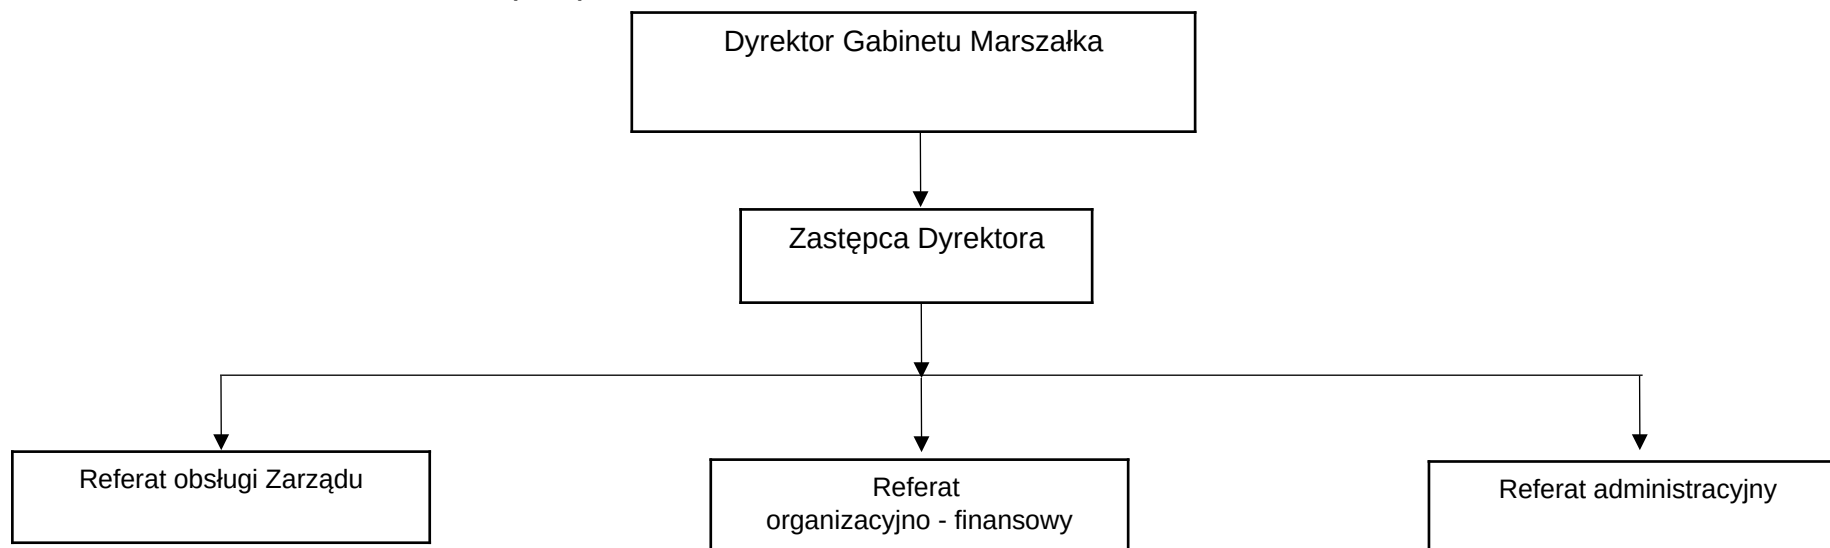 Dyrektor Gabinetu Marszałka
Zastępca Dyrektora
Referat obsługi Zarządu
Referat
organizacyjno - finansowy
Referat administracyjny